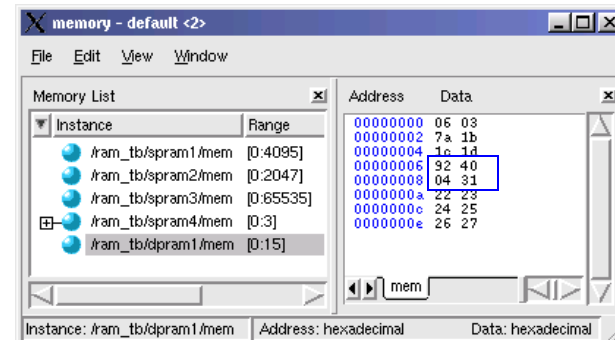 memory - default <2>
File Edit View Window
Memory List
Instance Range
/ram_tb/spram1/mem [0:4095]
/ram_tb/spram2/mem [0:2047]
/ram_tb/spram3/mem [0:65535]
/ram_tb/spram4/mem [0:3]
/ram_tb/dpram1/mem [0:15]
Address Data
00000000 06 03
00000002 7a 1b
00000004 1c 1d
00000006 92 40
00000008 04 31
0000000a 22 23
0000000c 24 25
0000000e 26 27
mem
Instance: /ram_tb/dpram1/mem Address: hexadecimal Data: hexadecimal